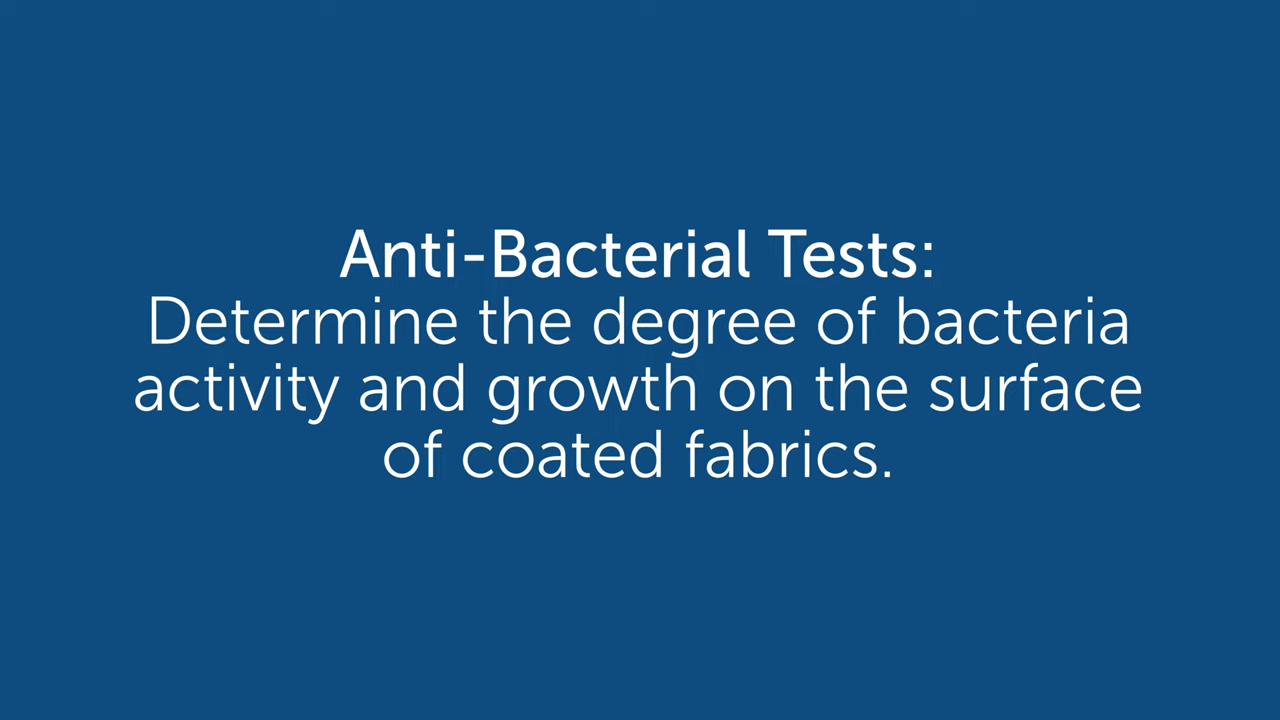 Anti-Bacterial Tests:
Determine the degree of bacteria
activity and growth on the surface
of coated fabrics.